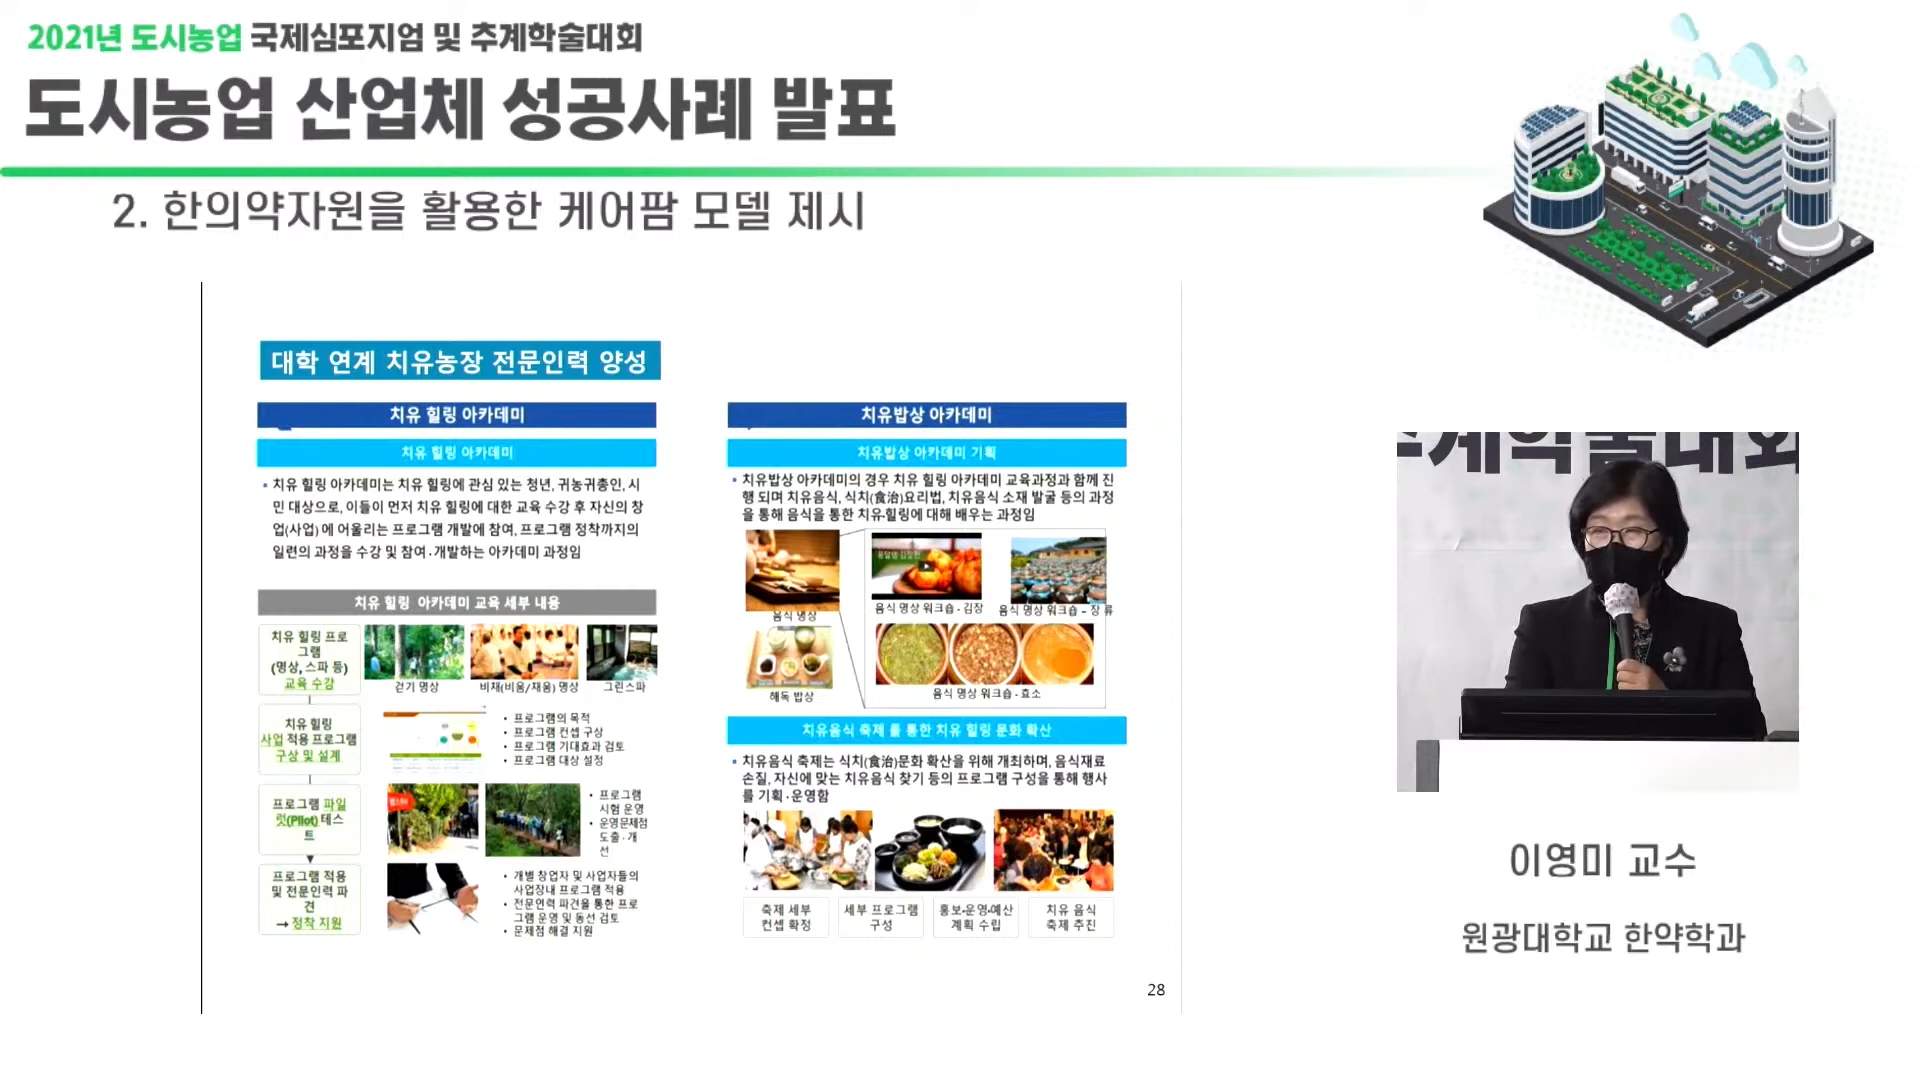 2021년 도시농업 국제심포지엄 및 추계학술대회
도시농업 산업체 성공사례 발표
2. 한의약자원을 활용한 케어팜 모델 제시
대학 연계 치유농장 전문인력 양성
치유 힐링 아카데미
치유 힐링 아카데미
• 치유 힐링 아카데미는 치유 힐링에 관심 있는 청년, 귀농귀촌인, 시
민 대상으로, 이들이 먼저 치유 힐링에 대한 교육 수강 후 자신의 창
업(사업) 에 어울리는 프로그램 개발에 참여, 프로그램 정착까지의
일련의 과정을 수강 및 참여·개발하는 아카데미 과정임
치유 힐링 아카데미 교육 세부 내용
치유 힐링 프로
그램
(명상, 스파 등)
교육 수강
걷기 명상
비채(비움/채움) 명상
그린스파
치유 힐링
사업 적용 프로그램
구상 및 설계
• 프로그램의 목적
• 프로그램 컨셉 구상
• 프로그램 기대효과 검토
• 프로그램 대상 설정
프로그램 파일
럿(Pilot) 테스
트
• 프로그램
시험 운영
• 운영문제점
도출·개
선
프로그램 적용
및 전문인력 파
견
→ 정착 지원
• 개별 창업자 및 사업자들의
사업장내 프로그램 적용
• 전문인력 파견을 통한 프로
그램 운영 및 동선 검토
• 문제점 해결 지원
치유밥상 아카데미
치유밥상 아카데미 기획
• 치유밥상 아카데미의 경우 치유 힐링 아카데미 교육과정과 함께 진
행 되며 치유음식, 식치(食治)요리법, 치유음식 소재 발굴 등의 과정
을 통해 음식을 통한 치유·힐링에 대해 배우는 과정임
음식 명상
음식 명상 워크숍 - 김장
음식 명상 워크숍 - 장 류
해독 밥상
음식 명상 워크숍 - 효소
치유음식 축제 를 통한 치유 힐링 문화 확산
• 치유음식 축제는 식치(食治)문화 확산을 위해 개최하며, 음식재료
손질, 자신에 맞는 치유음식 찾기 등의 프로그램 구성을 통해 행사
를 기획·운영함
축제 세부
컨셉 확정
세부 프로그램
구성
홍보·운영·예산
계획 수립
치유 음식
축제 추진
28
추계학술대회
이영미 교수
원광대학교 한약학과